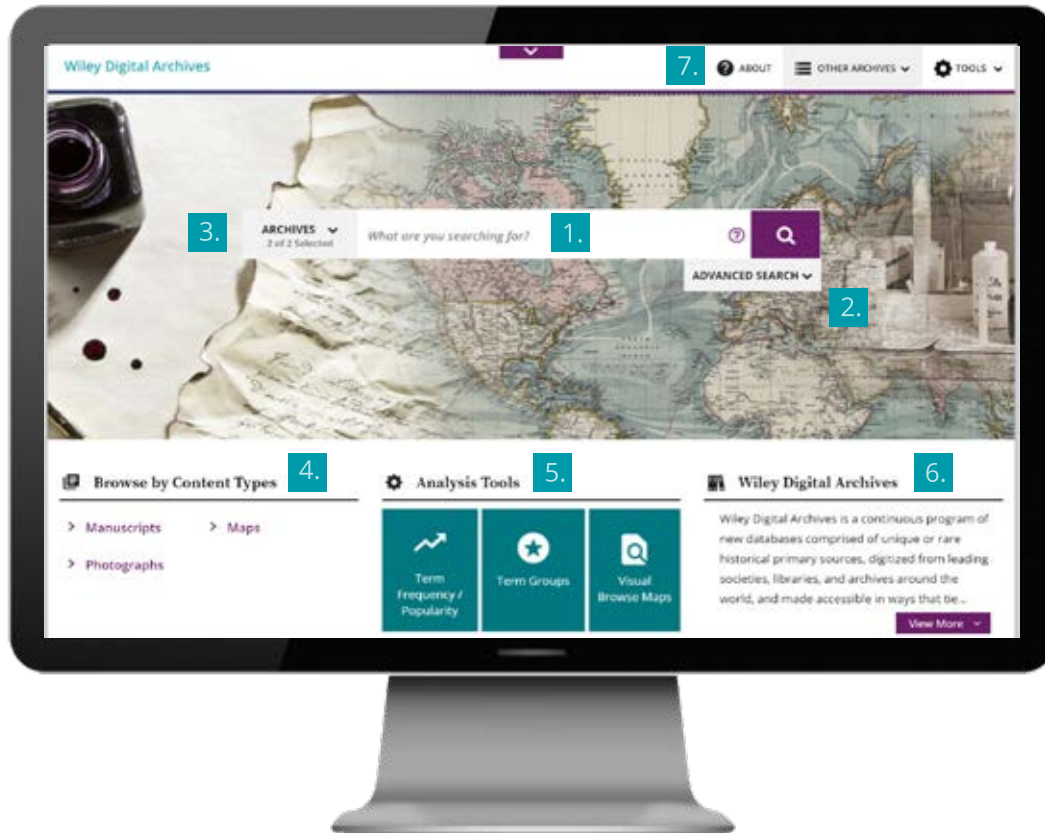 Wiley Digital Archives
7.
ABOUT
OTHER ARCHIVES
TOOLS
3.
ARCHIVES
2 of 2 Selected
What are you searching for?
1.
?
ADVANCED SEARCH
2.
Browse by Content Types
4.
Manuscripts
Maps
Photographs
Analysis Tools
5.
Term
Frequency /
Popularity
Term Groups
Visual
Browse Maps
Wiley Digital Archives
6.
Wiley Digital Archives is a continuous program of
new databases comprised of unique or rare
historical primary sources, digitized from leading
societies, libraries, and archives around the
world, and made accessible in ways that tie...
View More